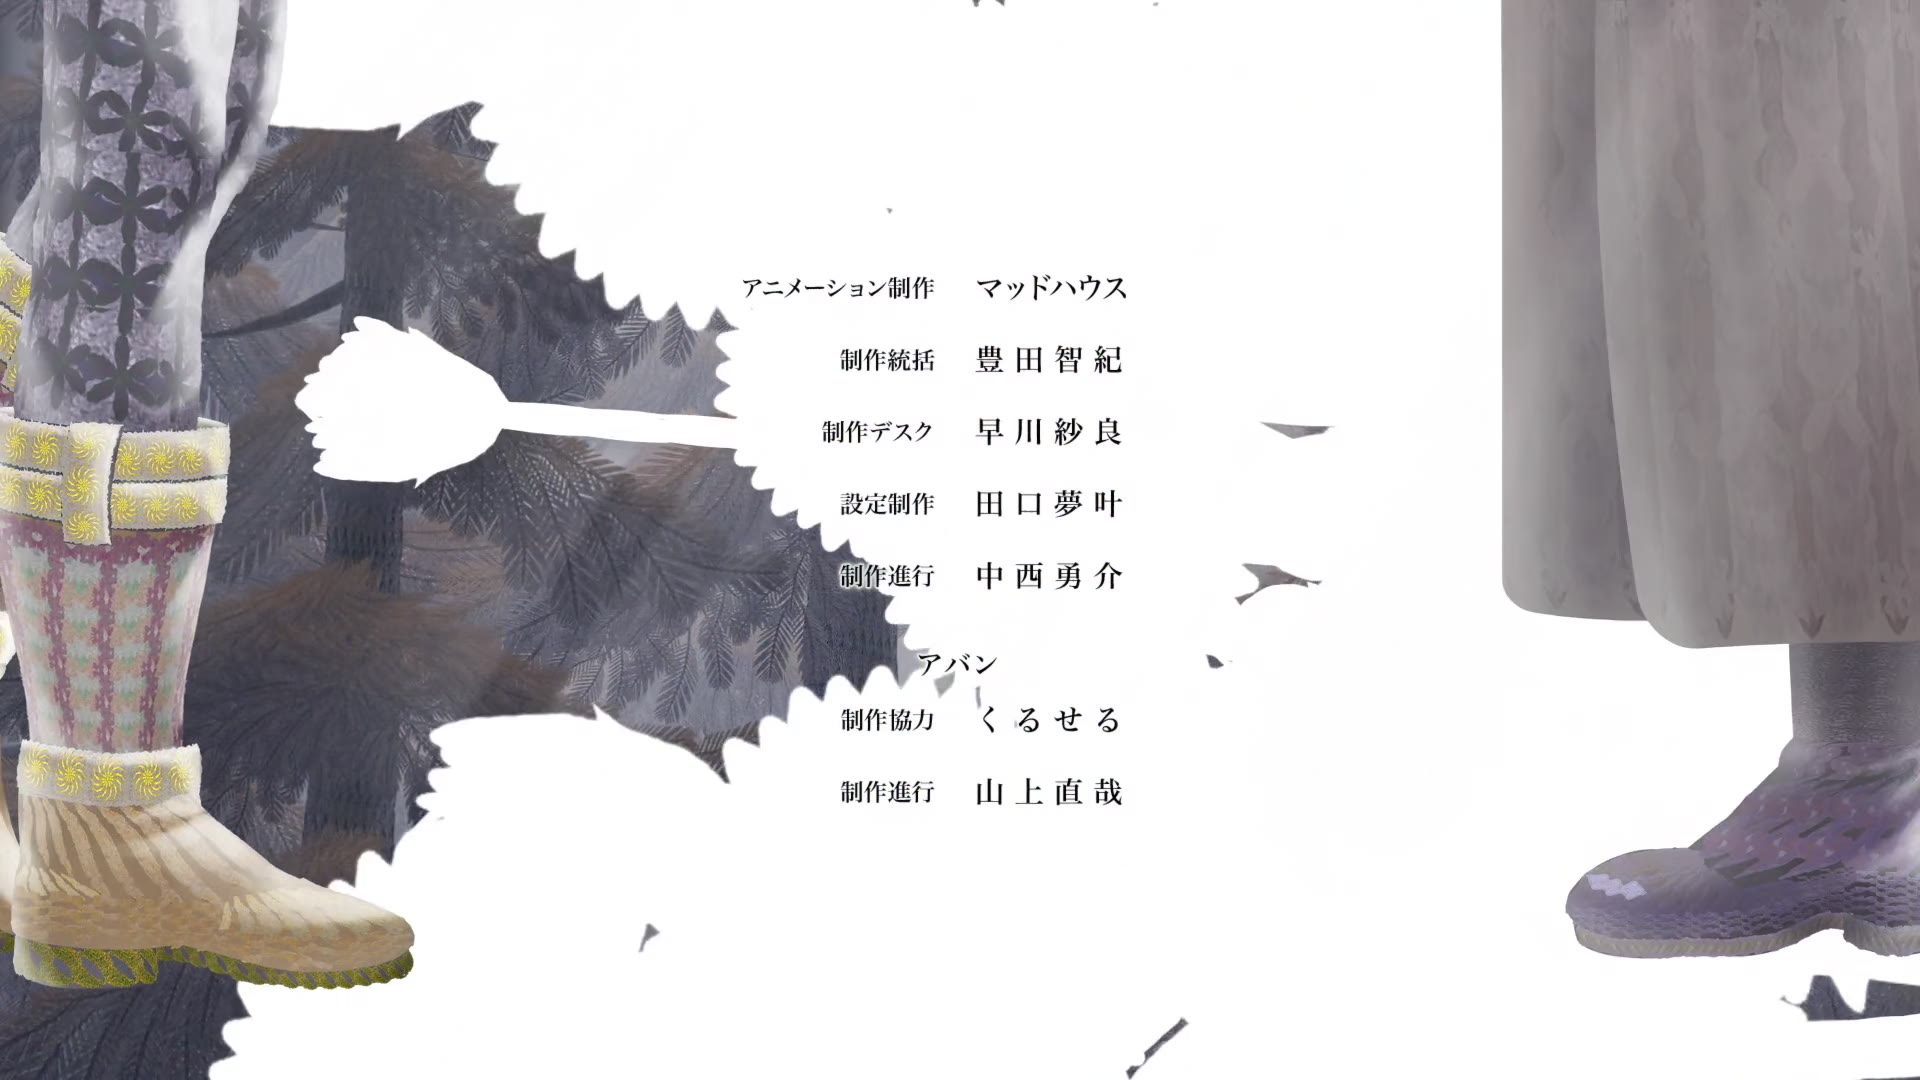 アニメーション制作 マッドハウス
制作統括 豊田智紀
制作デスク 早川紗良
設定制作 田口夢叶
制作進行 中西勇介
アバン
制作協力 くるせる
制作進行 山上直哉